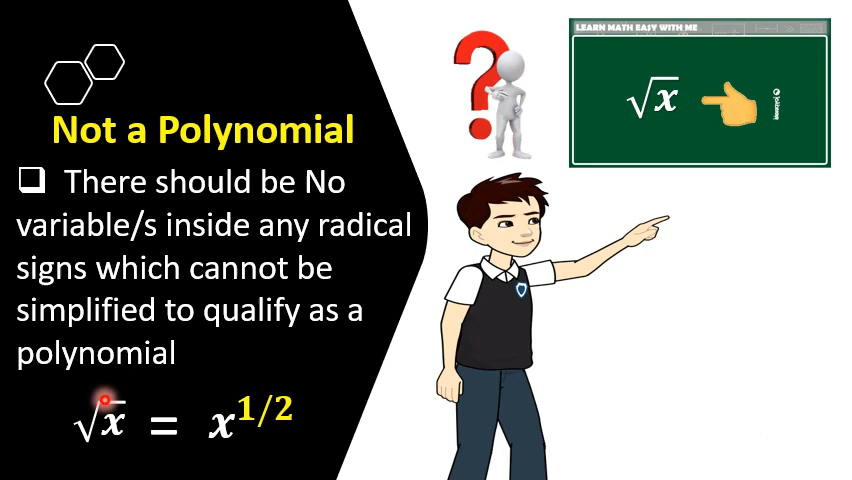 Not a Polynomial
❑ There should be No
variable/s inside any radical
signs which cannot be
simplified to qualify as a
polynomial
√x = x^{1/2}
LEARN MATH EASY WITH ME
√x